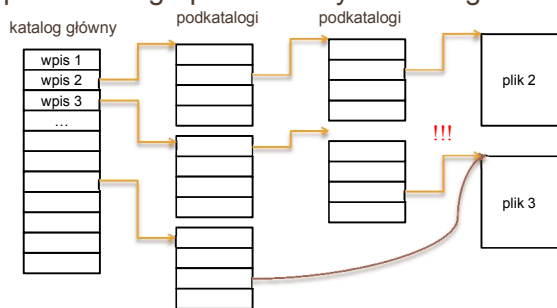 katalog główny
podkatalogi
podkatalogi
wpis 1
wpis 2
wpis 3
...
plik 2
!!!
plik 3